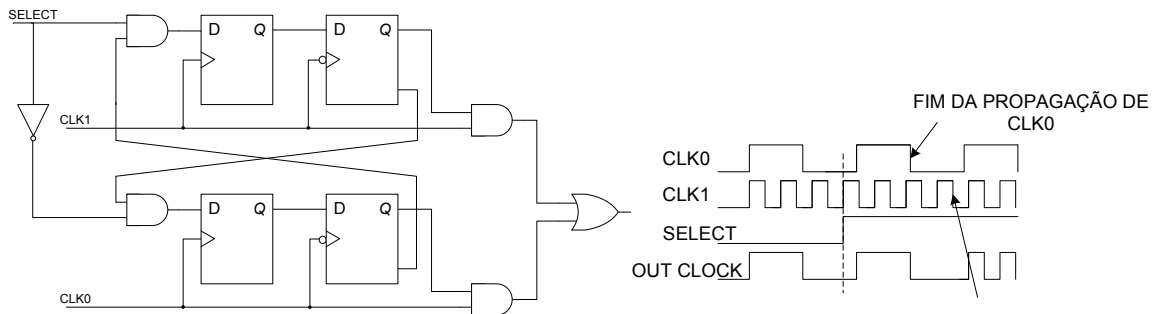 SELECT
D Q D Q
CLK1
D Q D Q
CLK0
FIM DA PROPAGAÇÃO DE
CLK0
CLK0
CLK1
SELECT
OUT CLOCK